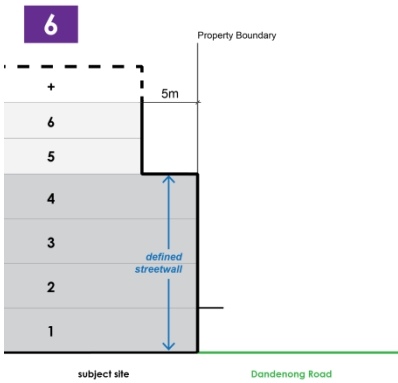 6
Property Boundary
+
5m
6
5
4
3
defined
streetwall
2
1
subject site
Dandenong Road